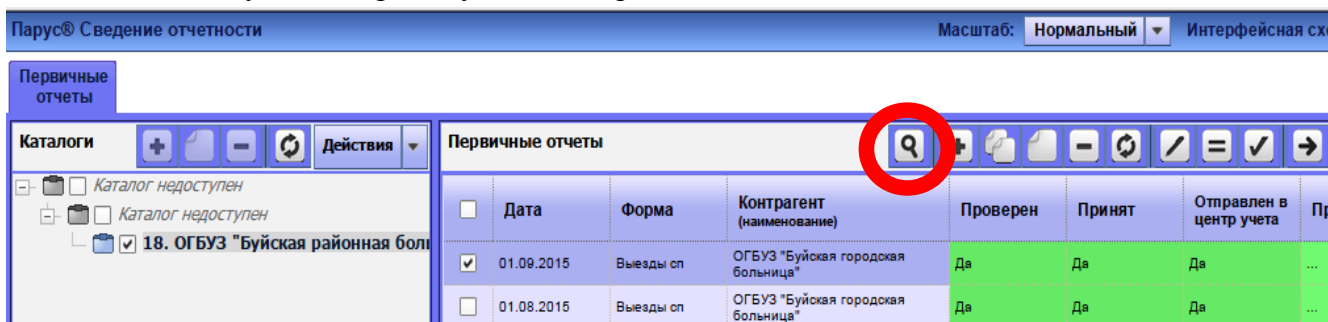 Парус® Сведение отчетности Масштаб: Нормальный Интерфейсная
Первичные
отчеты
Каталоги Действия Первичные отчеты
Каталог недоступен
Каталог недоступен
18. ОГБУЗ "Буйская районная
Дата Форма Контрагент (наименование) Проверен Принят Отправлен в центр учета
01.09.2015 Выезды сп ОГБУЗ "Буйская городская больница" Да Да Да ...
01.08.2015 Выезды сп ОГБУЗ "Буйская городская больница" Да Да Да ...